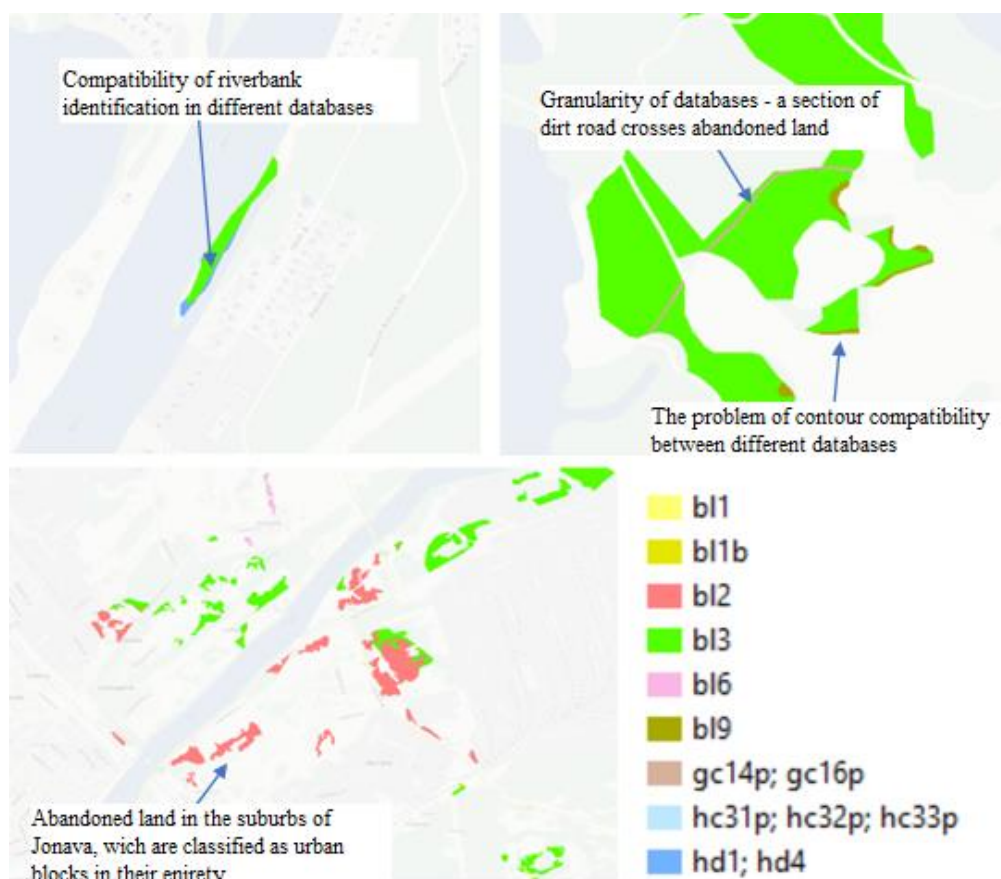 Compatibility of riverbank
identification in different databases
Granularity of databases - a section of
dirt road crosses abandoned land
The problem of contour compatibility
between different databases
Abandoned land in the suburbs of
Jonava, wich are classified as urban
blocks in their enirety
bl1
bl1b
bl2
bl3
bl6
bl9
gc14p; gc16p
hc31p; hc32p; hc33p
hd1; hd4